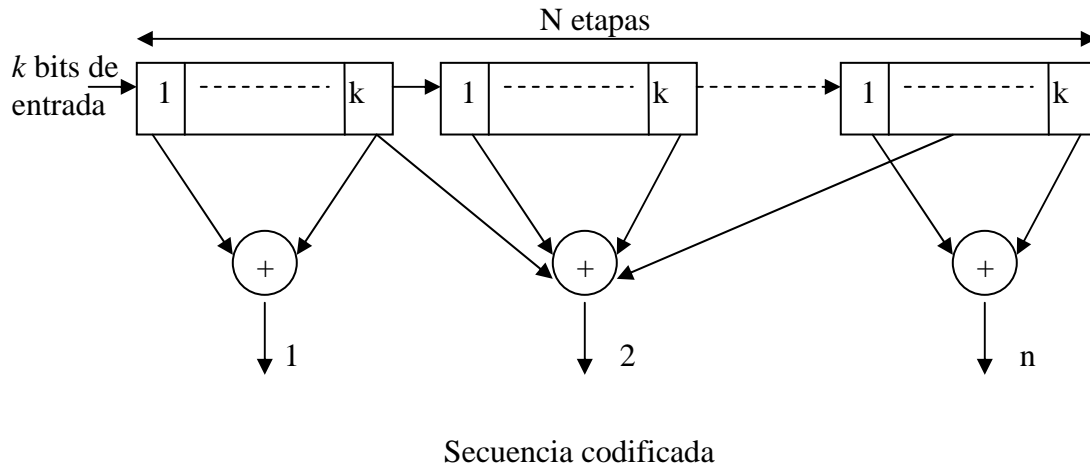 N etapas
k bits de
entrada
1 k 1 k 1 k
+ + +
1 2 n
Secuencia codificada